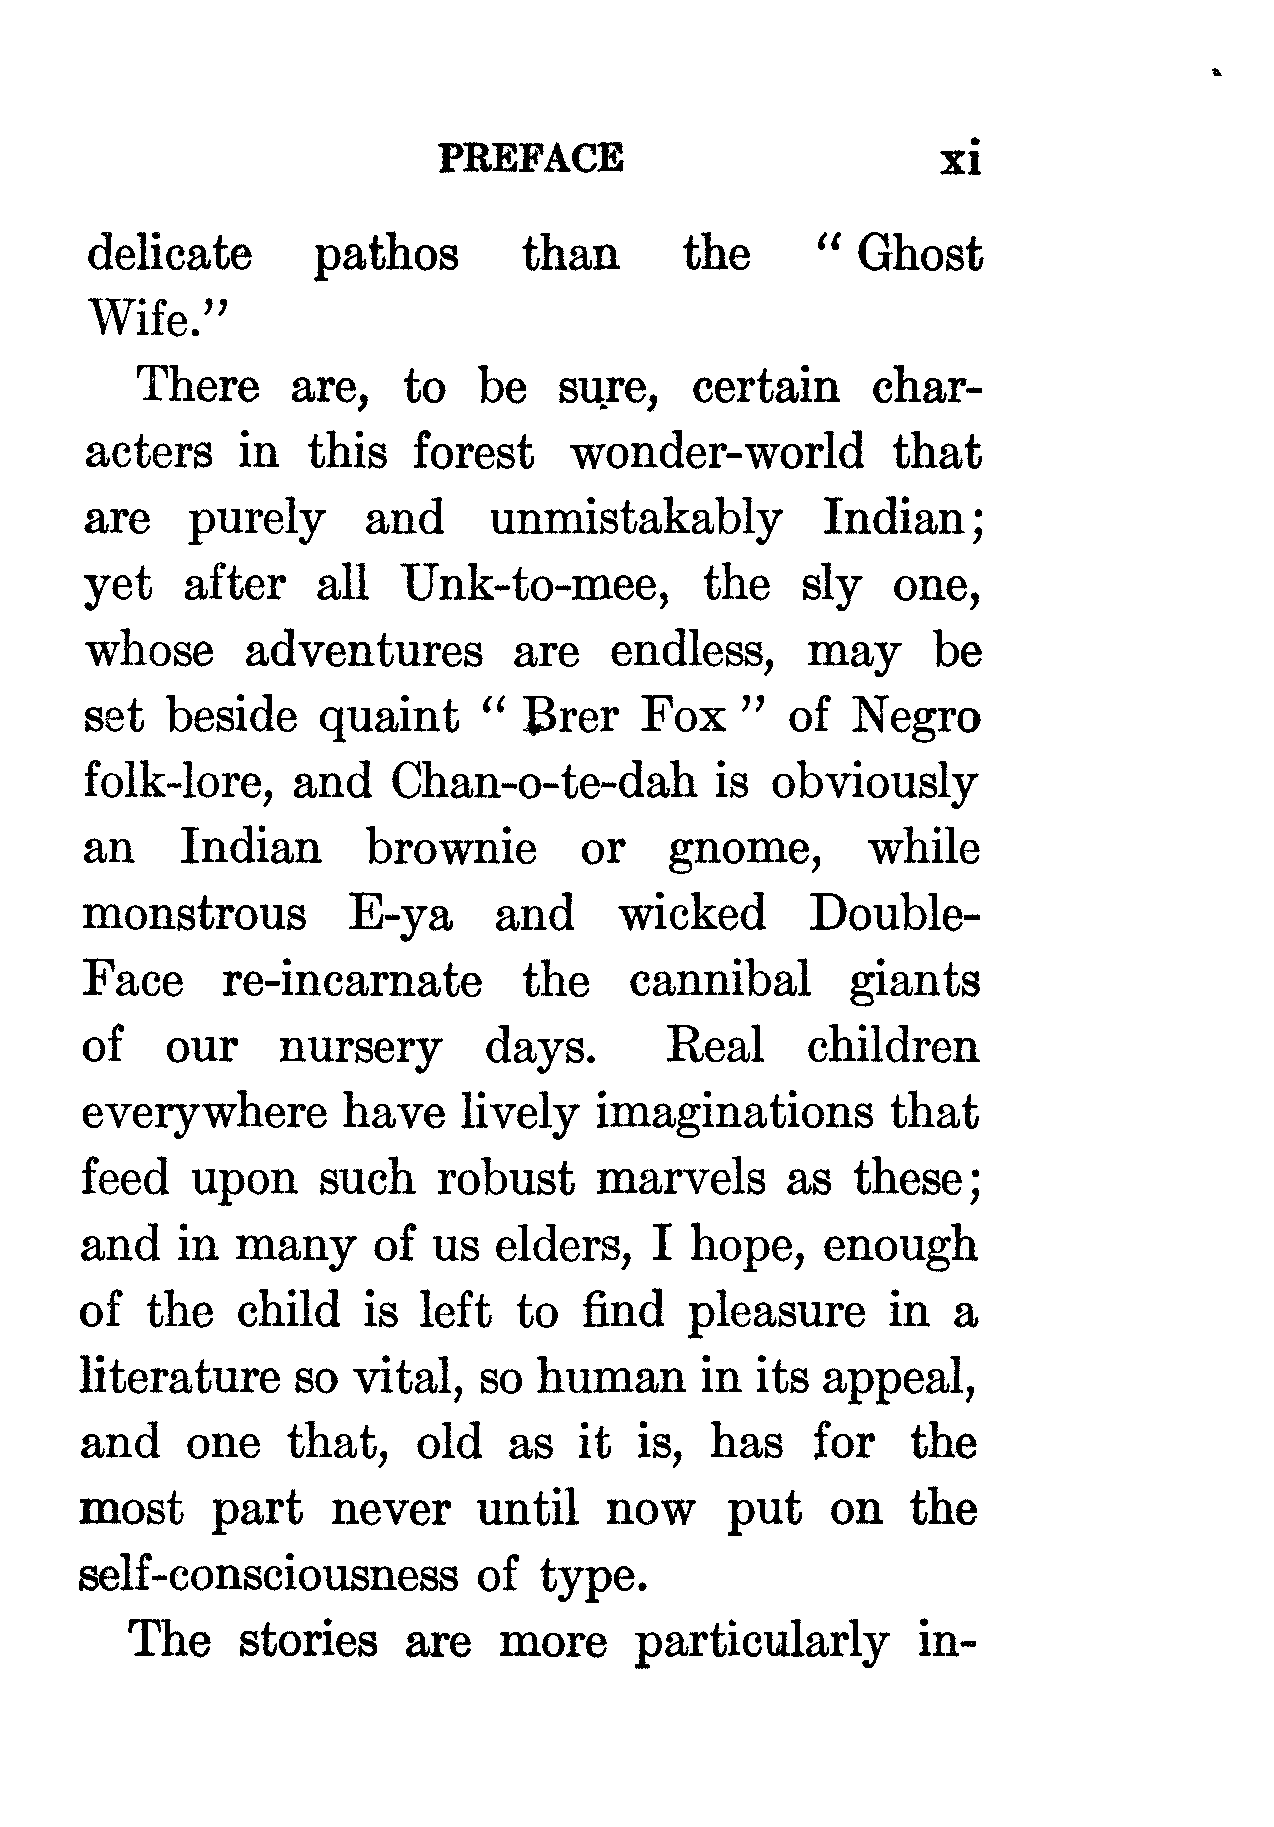 PREFACE xi
delicate pathos than the “ Ghost
Wife.”
There are, to be sure, certain char-
acters in this forest wonder-world that
are purely and unmistakably Indian;
yet after all Unk-to-mee, the sly one,
whose adventures are endless, may be
set beside quaint “ Brer Fox ” of Negro
folk-lore, and Chan-o-te-dah is obviously
an Indian brownie or gnome, while
monstrous E-ya and wicked Double-
Face re-incarnate the cannibal giants
of our nursery days. Real children
everywhere have lively imaginations that
feed upon such robust marvels as these;
and in many of us elders, I hope, enough
of the child is left to find pleasure in a
literature so vital, so human in its appeal,
and one that, old as it is, has for the
most part never until now put on the
self-consciousness of type.
The stories are more particularly in-